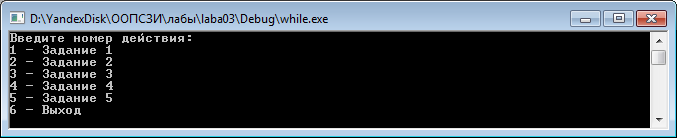 D:\YandexDisk\ООПСЗИ\лабы\laba03\Debug\while.exe
Введите номер действия:
1 - Задание 1
2 - Задание 2
3 - Задание 3
4 - Задание 4
5 - Задание 5
6 - Выход